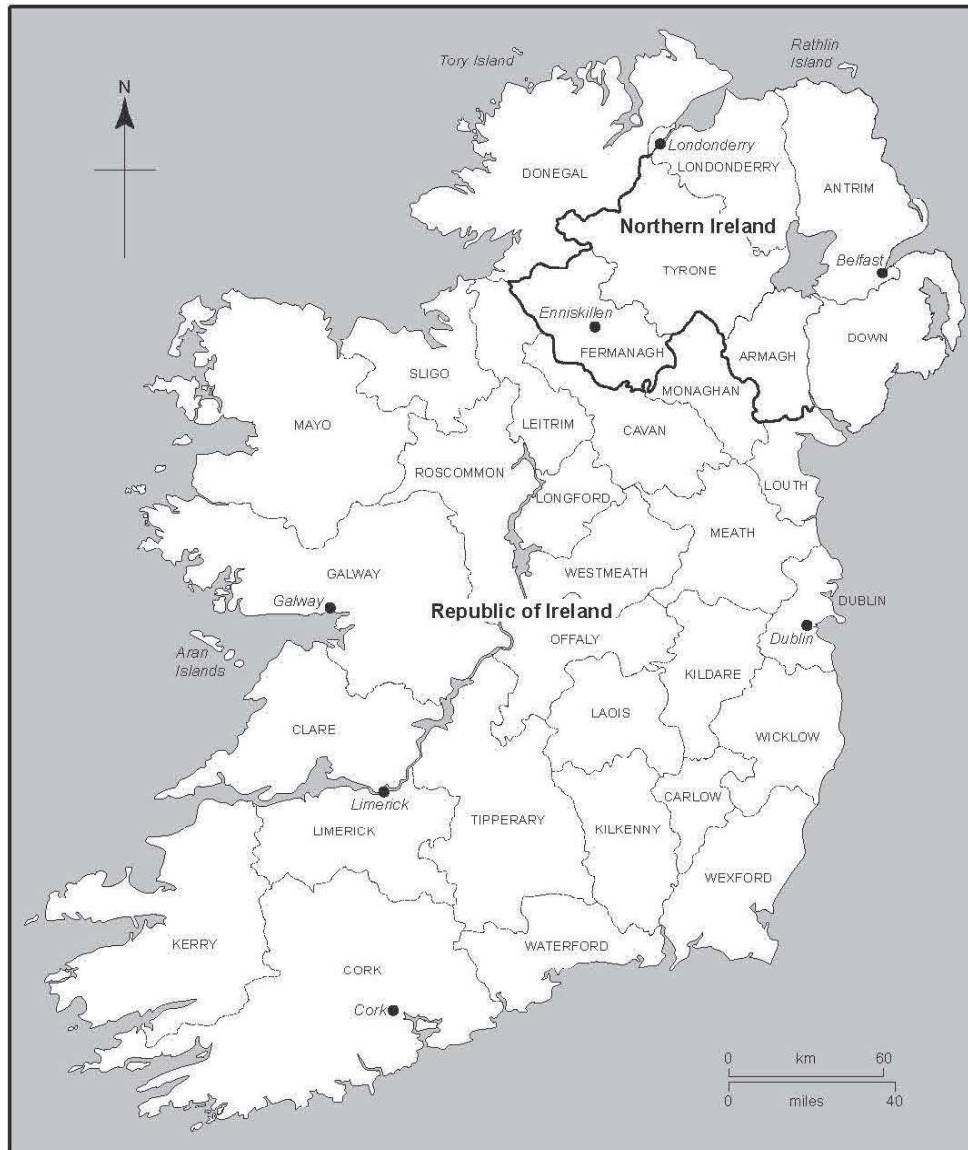 Tory Island
Rathlin
Island
N
Londonderry
LONDONDERRY
DONEGAL
ANTRIM
Northern Ireland
Belfast
TYRONE
Enniskillen
DOWN
FERMANAGH
ARMAGH
SLIGO
MONAGHAN
MAYO
LEITRIM
CAVAN
ROSCOMMON
LONGFORD
LOUTH
MEATH
GALWAY
WESTMEATH
Galway
Republic of Ireland
DUBLIN
Dublin
OFFALY
Aran
Islands
KILDARE
LAOIS
CLARE
WICKLOW
Limerick
CARLOW
LIMERICK
TIPPERARY
KILKENNY
WEXFORD
KERRY
WATERFORD
CORK
Cork
0 km 60
0 miles 40